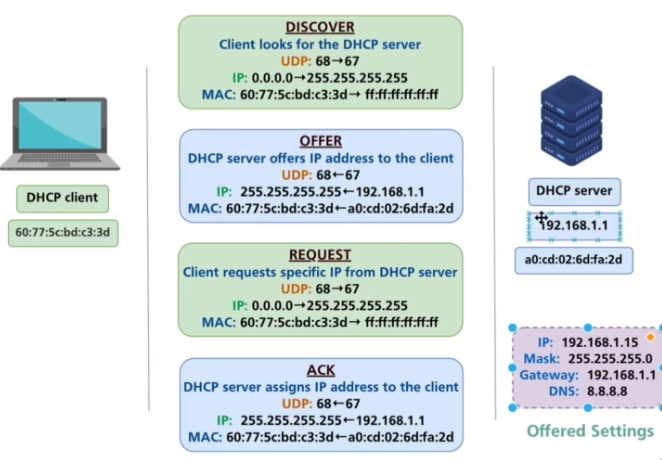 DISCOVER
Client looks for the DHCP server
UDP: 68→67
IP: 0.0.0.0→255.255.255.255
MAC: 60:77:5c:bd:c3:3d→ ff:ff:ff:ff:ff:ff
OFFER
DHCP server offers IP address to the client
UDP: 68←67
IP: 255.255.255.255←192.168.1.1
MAC: 60:77:5c:bd:c3:3d←a0:cd:02:6d:fa:2d
REQUEST
Client requests specific IP from DHCP server
UDP: 68→67
IP: 0.0.0.0→255.255.255.255
MAC: 60:77:5c:bd:c3:3d→ ff:ff:ff:ff:ff:ff
ACK
DHCP server assigns IP address to the client
UDP: 68←67
IP: 255.255.255.255←192.168.1.1
MAC: 60:77:5c:bd:c3:3d←a0:cd:02:6d:fa:2d
DHCP client
60:77:5c:bd:c3:3d
DHCP server
192.168.1.1
a0:cd:02:6d:fa:2d
IP: 192.168.1.15
Mask: 255.255.255.0
Gateway: 192.168.1.1
DNS: 8.8.8.8
Offered Settings